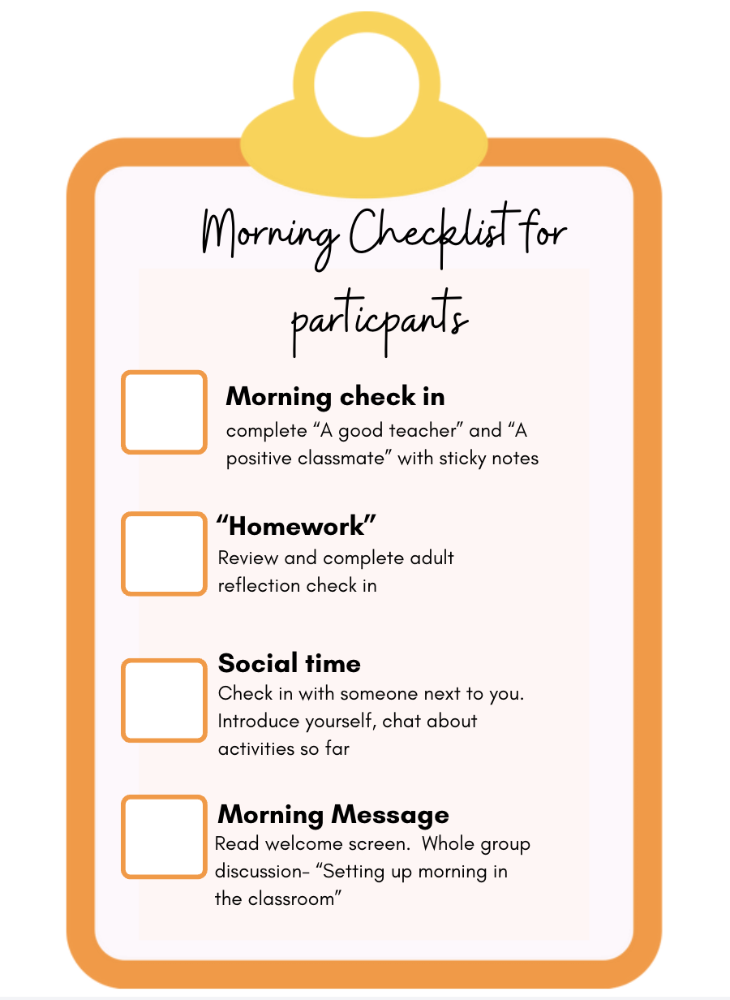 Morning Checklist for
particpants
Morning check in
complete “A good teacher” and “A
positive classmate” with sticky notes
“Homework”
Review and complete adult
reflection check in
Social time
Check in with someone next to you.
Introduce yourself, chat about
activities so far
Morning Message
Read welcome screen.  Whole group
discussion- “Setting up morning in
the classroom”